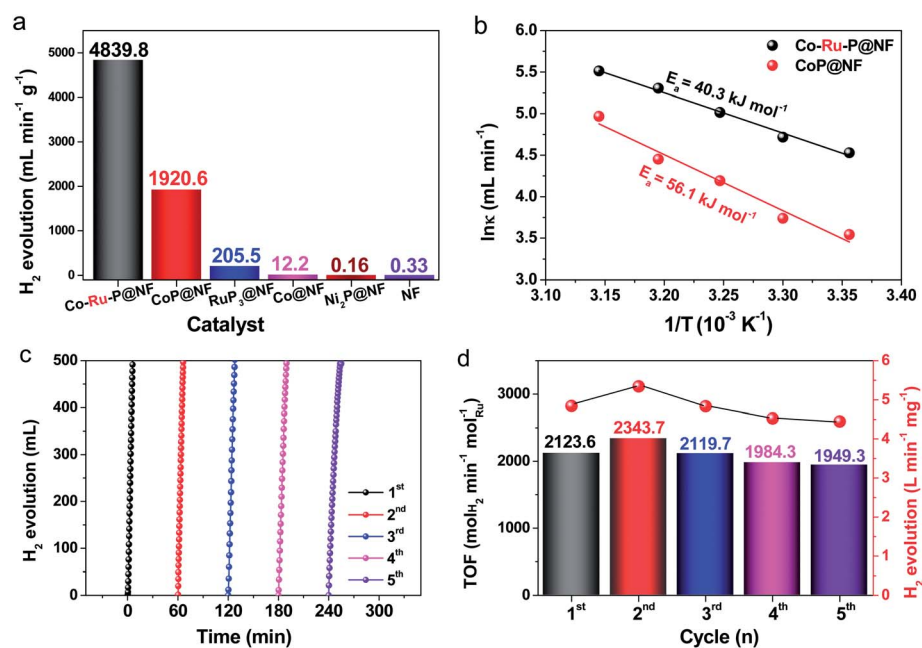 a
H₂ evolution (mL min⁻¹ g⁻¹)
5000
4000
3000
2000
1000
0
4839.8
1920.6
205.5
12.2
0.16
0.33
Co-Ru-P@NF
CoP@NF
RuP₃@NF
Co@NF
Ni₂P@NF
NF
Catalyst
b
lnκ (mL min⁻¹)
6.0
5.5
5.0
4.5
4.0
3.5
3.0
Co-Ru-P@NF
CoP@NF
Eₐ = 40.3 kJ mol⁻¹
Eₐ = 56.1 kJ mol⁻¹
3.10 3.15 3.20 3.25 3.30 3.35 3.40
1/T (10⁻³ K⁻¹)
c
H₂ evolution (mL)
500
400
300
200
100
0
1ˢᵗ
2ⁿᵈ
3ʳᵈ
4ᵗʰ
5ᵗʰ
0 60 120 180 240 300
Time (min)
d
TOF (molH₂ min⁻¹ mol⁻¹Ru)
3000
2000
1000
0
2123.6
2343.7
2119.7
1984.3
1949.3
1ˢᵗ 2ⁿᵈ 3ʳᵈ 4ᵗʰ 5ᵗʰ
Cycle (n)
6
5
4
3
2
1
0
H₂ evolution (L min⁻¹ mg⁻¹)